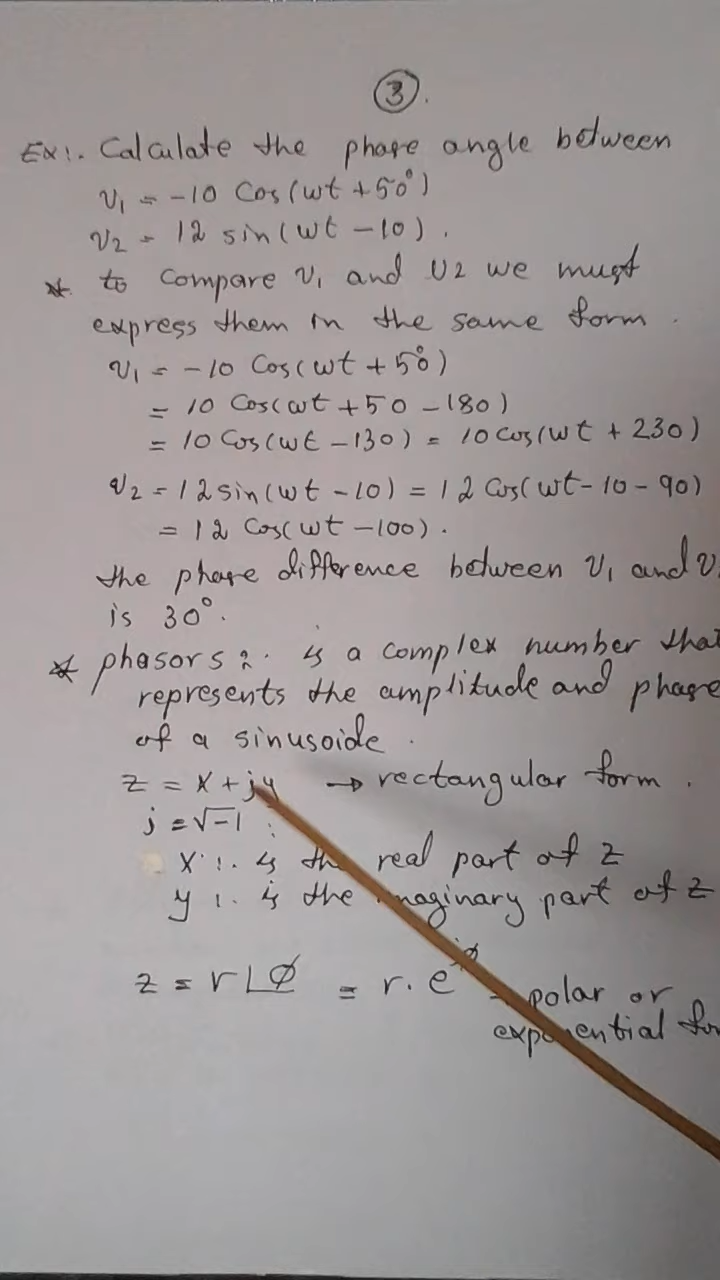 3.
Ex:. Calculate the phase angle between
v1 = -10 Cos(wt +50°)
v2 = 12 sin(wt -10).
* to compare v1 and v2 we must
express them in the same form.
v1 = -10 Cos(wt + 50°)
= 10 Cos(wt +50 -180)
= 10 Cos(wt -130) = 10 cos(wt + 230)
v2 = 12 sin(wt -10) = 12 Cos(wt-10-90)
= 12 Cos(wt -100).
the phase difference between v1 and v
is 30°.
* phasors :. is a complex number that
represents the amplitude and phase
of a sinusoide.
z = x + jy → rectangular form.
j = √-1 :
x :. is the real part of z
y :. is the imaginary part of z
z = r∠ϕ = r. e^jϕ polar or
exponential for